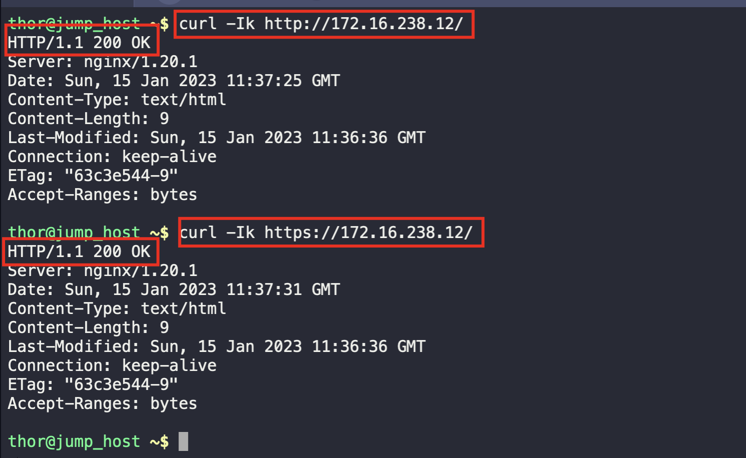 thor@jump_host ~$ curl -Ik http://172.16.238.12/
HTTP/1.1 200 OK
Server: nginx/1.20.1
Date: Sun, 15 Jan 2023 11:37:25 GMT
Content-Type: text/html
Content-Length: 9
Last-Modified: Sun, 15 Jan 2023 11:36:36 GMT
Connection: keep-alive
ETag: "63c3e544-9"
Accept-Ranges: bytes
thor@jump_host ~$ curl -Ik https://172.16.238.12/
HTTP/1.1 200 OK
Server: nginx/1.20.1
Date: Sun, 15 Jan 2023 11:37:31 GMT
Content-Type: text/html
Content-Length: 9
Last-Modified: Sun, 15 Jan 2023 11:36:36 GMT
Connection: keep-alive
ETag: "63c3e544-9"
Accept-Ranges: bytes
thor@jump_host ~$